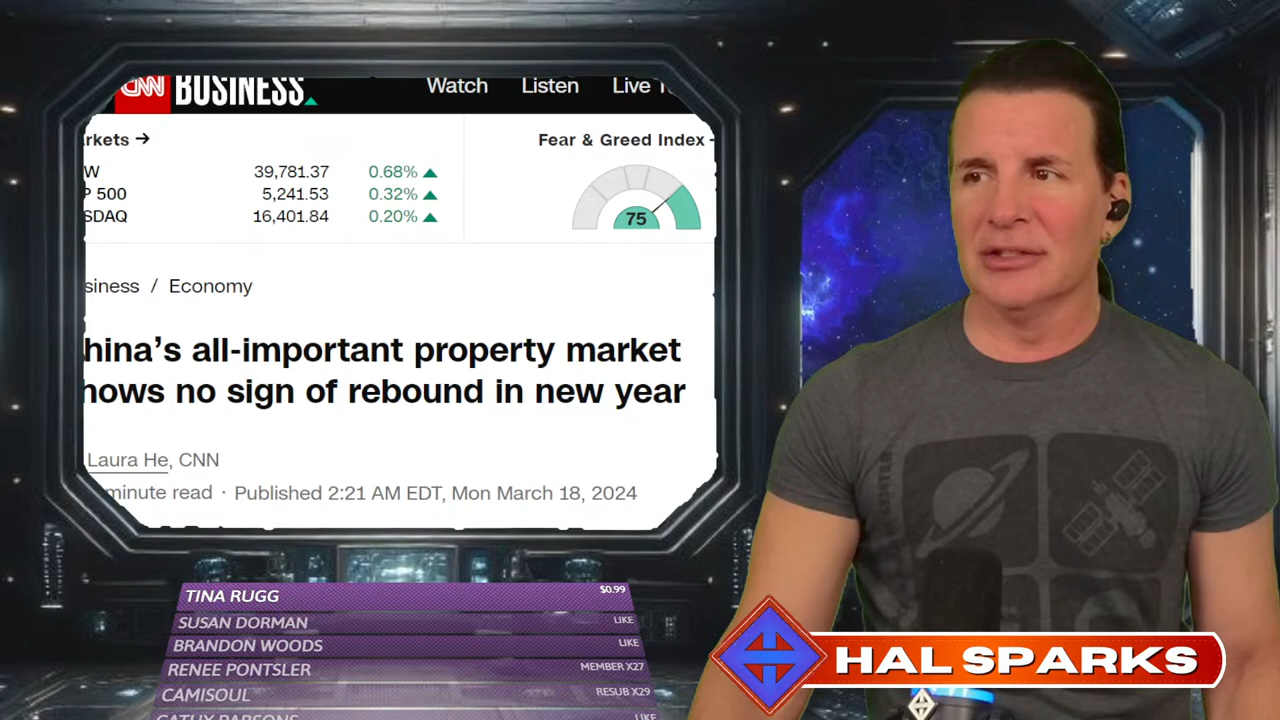 CNN BUSINESS
Watch Listen Live T
rkets →
Fear & Greed Index
W 39,781.37 0.68%
P 500 5,241.53 0.32%
SDAQ 16,401.84 0.20%
75
siness / Economy
hina's all-important property market
hows no sign of rebound in new year
Laura He, CNN
minute read · Published 2:21 AM EDT, Mon March 18, 2024
TINA RUGG $0.99
SUSAN DORMAN LIKE
BRANDON WOODS LIKE
RENEE PONTSLER MEMBER X27
CAMISOUL RESUB X29
CATHY PARSONS LIKE
HAL SPARKS